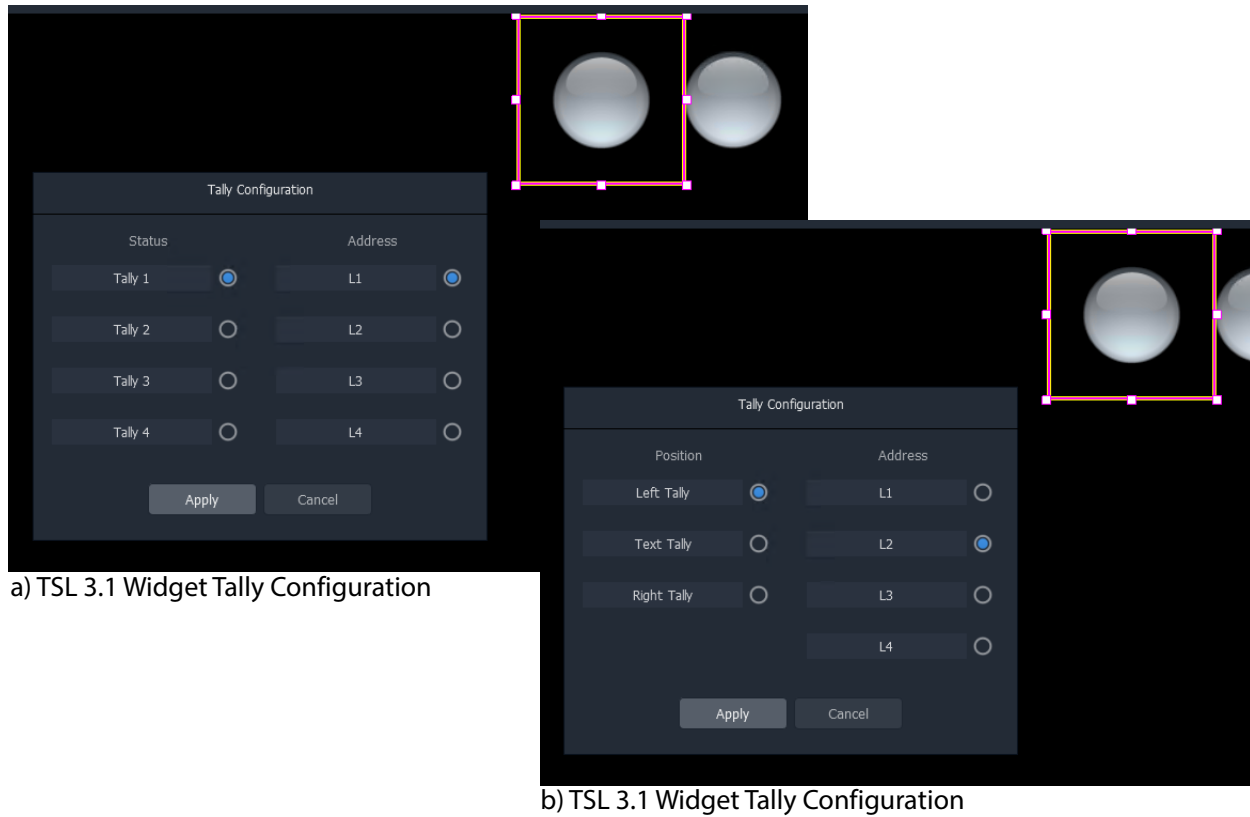 Tally Configuration
Status Address
Tally 1 L1
Tally 2 L2
Tally 3 L3
Tally 4 L4
Apply Cancel
a) TSL 3.1 Widget Tally Configuration
Tally Configuration
Position Address
Left Tally L1
Text Tally L2
Right Tally L3
L4
Apply Cancel
b) TSL 3.1 Widget Tally Configuration